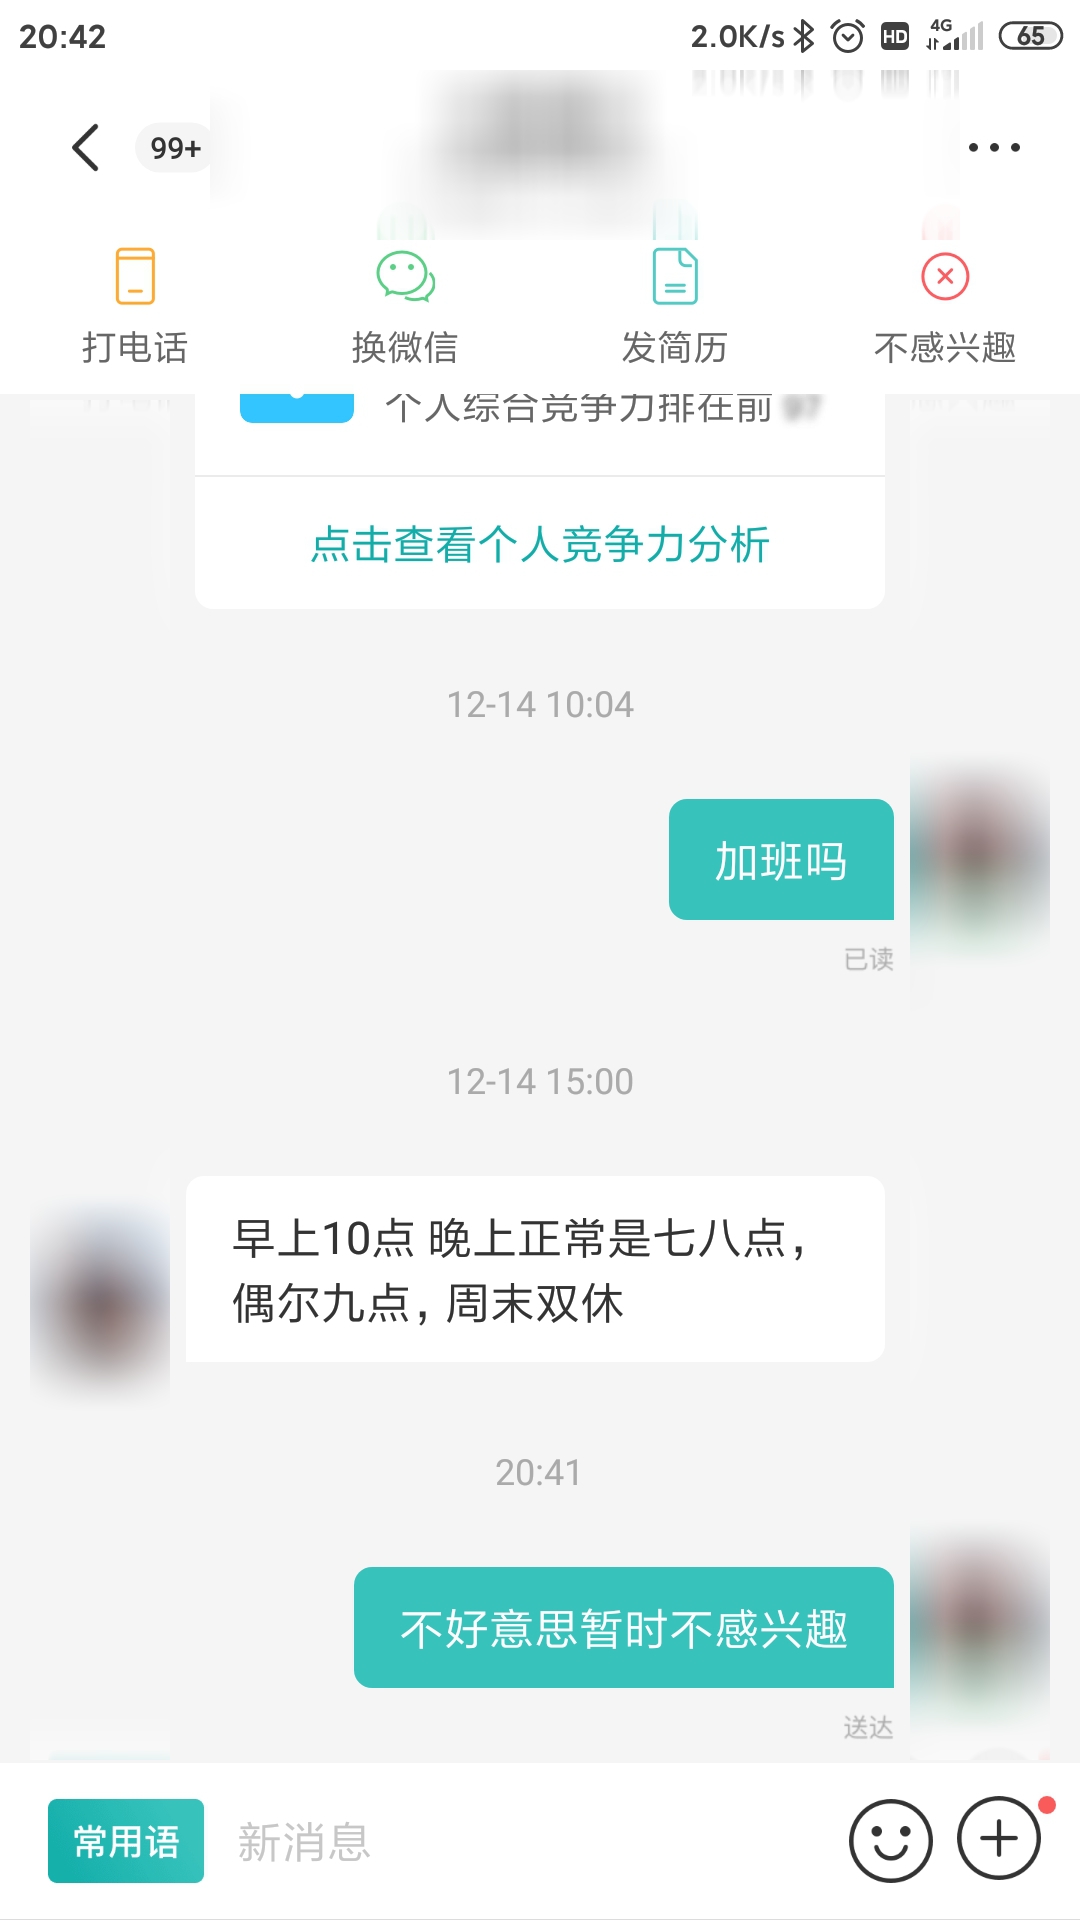 20:42
2.0K/s HD 4G 65
99+
打电话 换微信 发简历 不感兴趣
个人综合竞争力排在前
点击查看个人竞争力分析
12-14 10:04
加班吗
已读
12-14 15:00
早上10点 晚上正常是七八点，
偶尔九点，周末双休
20:41
不好意思暂时不感兴趣
送达
常用语 新消息